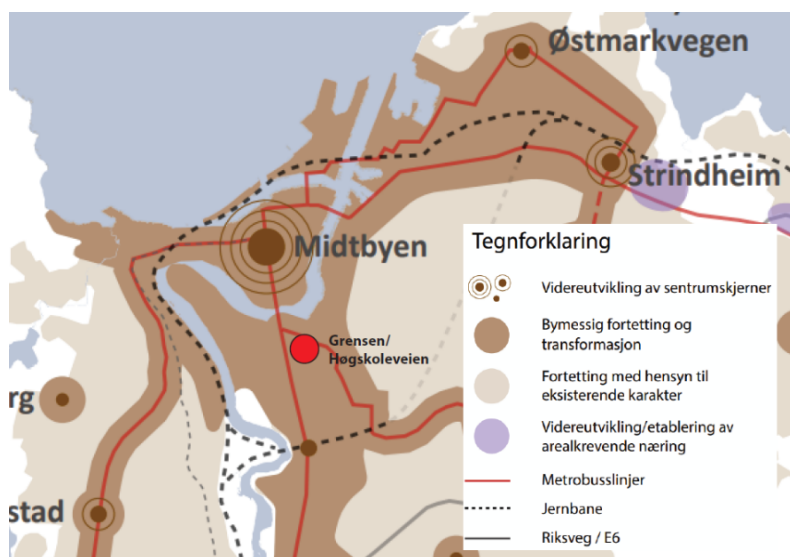 Østmarkvegen
Strindheim
Midtbyen
Grensen/
Høgskoleveien
rg
stad
Tegnforklaring
Videreutvikling av sentrumskjerner
Bymessig fortetting og
transformasjon
Fortetting med hensyn til
eksisterende karakter
Videreutvikling/etablering av
arealkrevende næring
Metrobusslinjer
Jernbane
Riksveg / E6